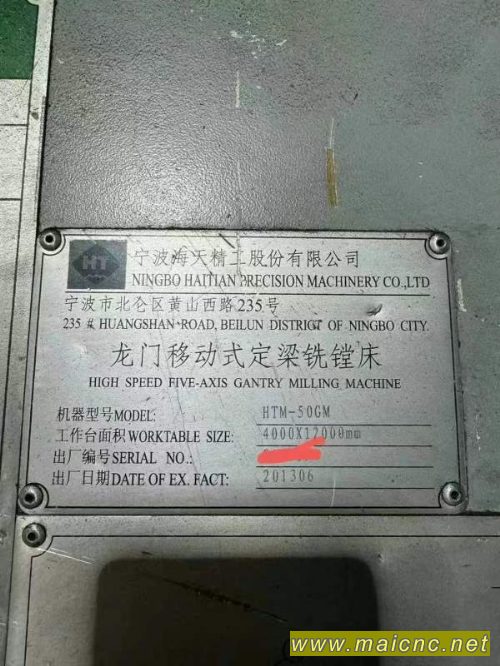 HT
宁波海天精工股份有限公司
NINGBO HAITIAN PRECISION MACHINERY CO.,LTD
宁波市北仑区黄山西路235号
235 # HUANGSHAN ROAD, BEILUN DISTRICT OF NINGBO CITY
龙门移动式定梁铣镗床
HIGH SPEED FIVE-AXIS GANTRY MILLING MACHINE
机器型号MODEL: HTM-50GM
工作台面积WORKTABLE SIZE: 4000X12000mm
出厂编号SERIAL NO.:
出厂日期DATE OF EX. FACT: 201306
www.maicnc.net